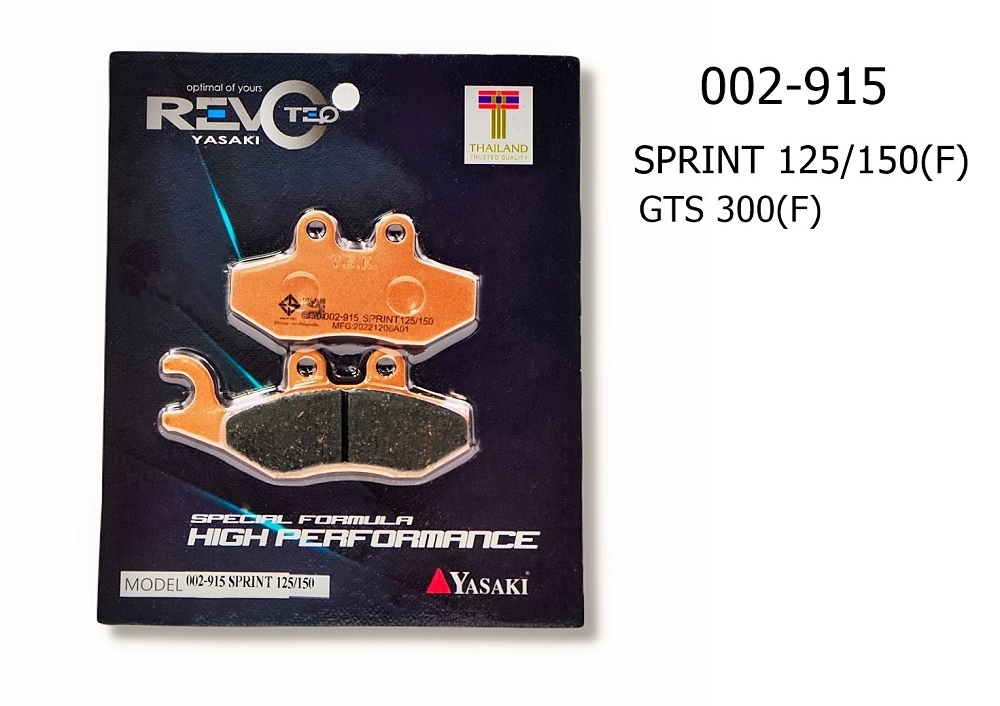 optimal of yours
REVO TEQ
YASAKI
THAILAND
TRUSTED QUALITY
002-915
SPRINT 125/150(F)
GTS 300(F)
Y.E.K.
002-915 SPRINT125/150
MFG:20221206A01
SPECIAL FORMULA
HIGH PERFORMANCE
MODEL 002-915 SPRINT 125/150
YASAKI